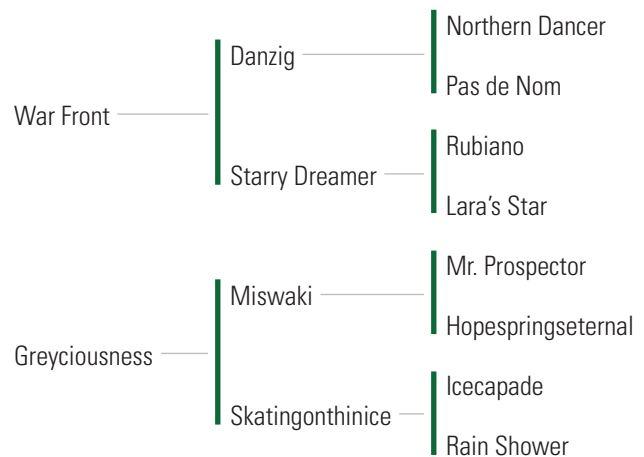 Northern Dancer
Danzig
Pas de Nom
War Front
Rubiano
Starry Dreamer
Lara's Star
Mr. Prospector
Miswaki
Hopespringseternal
Greyciousness
Icecapade
Skatingonthinice
Rain Shower